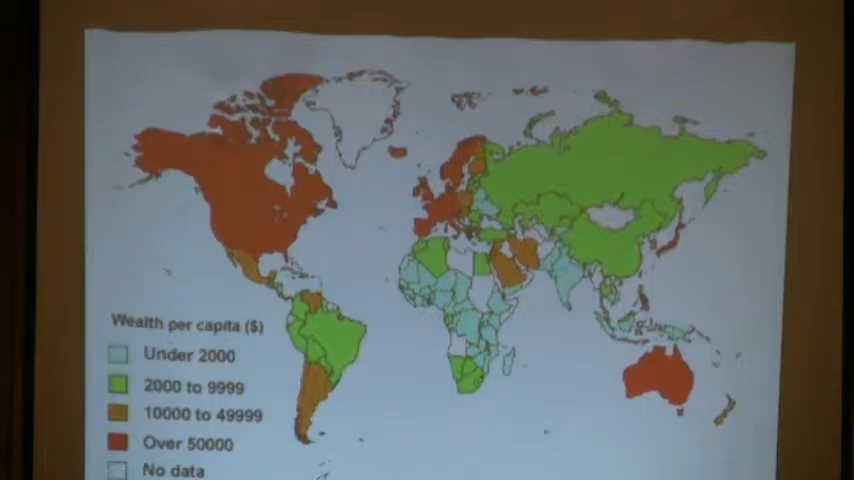 Wealth per capita ($)
Under 2000
2000 to 9999
10000 to 49999
Over 50000
No data